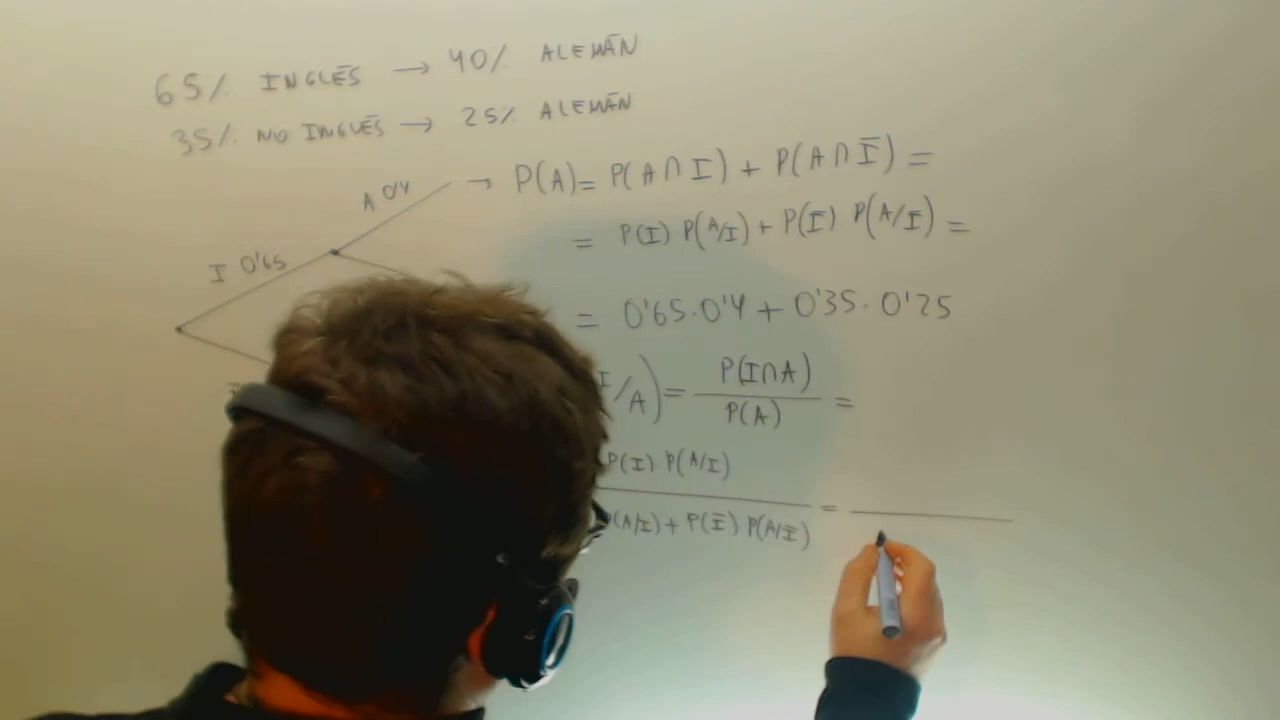 65% INGLÉS → 40% ALEMÁN
35% NO INGLÉS → 25% ALEMÁN
A 0'4 → P(A) = P(A ∩ I) + P(A ∩ Ī) =
= P(I) P(A/I) + P(Ī) P(A/Ī) =
I 0'65
= 0'65·0'4 + 0'35·0'25
I/A) = P(I∩A) / P(A) =
P(I) P(A/I)
P(A/I) + P(Ī) P(A/Ī) =